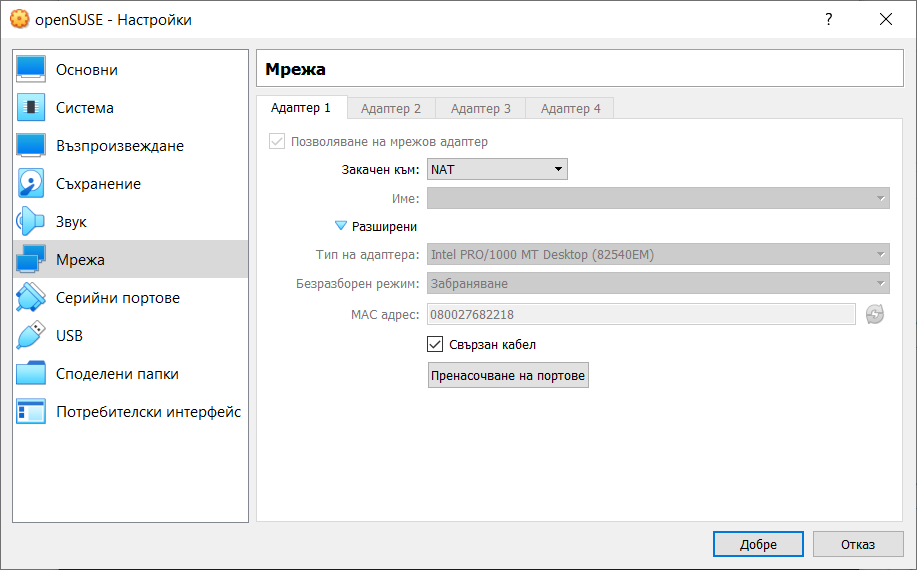 openSUSE - Настройки
?
Основни
Система
Възпроизвеждане
Съхранение
Звук
Мрежа
Серийни портове
USB
Споделени папки
Потребителски интерфейс
Мрежа
Адаптер 1 Адаптер 2 Адаптер 3 Адаптер 4
Позволяване на мрежов адаптер
Закачен към: NAT
Име:
Разширени
Тип на адаптера: Intel PRO/1000 MT Desktop (82540EM)
Безразборен режим: Забраняване
MAC адрес: 080027682218
Свързан кабел
Пренасочване на портове
Добре Отказ